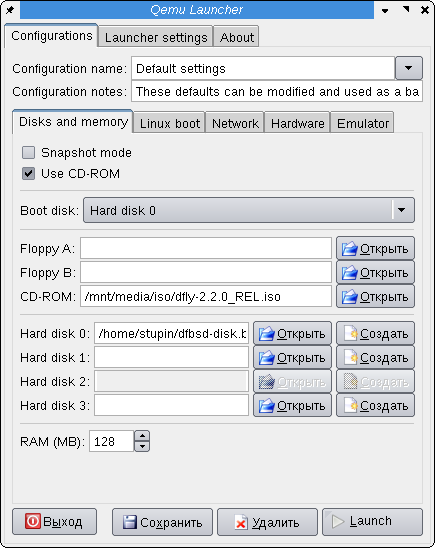 Qemu Launcher
Configurations Launcher settings About
Configuration name: Default settings
Configuration notes: These defaults can be modified and used as a ba
Disks and memory Linux boot Network Hardware Emulator
Snapshot mode
Use CD-ROM
Boot disk: Hard disk 0
Floppy A: Открыть
Floppy B: Открыть
CD-ROM: /mnt/media/iso/dfly-2.2.0_REL.iso Открыть
Hard disk 0: /home/stupin/dfbsd-disk.b Открыть Создать
Hard disk 1: Открыть Создать
Hard disk 2: Открыть Создать
Hard disk 3: Открыть Создать
RAM (MB): 128
Выход Сохранить Удалить Launch